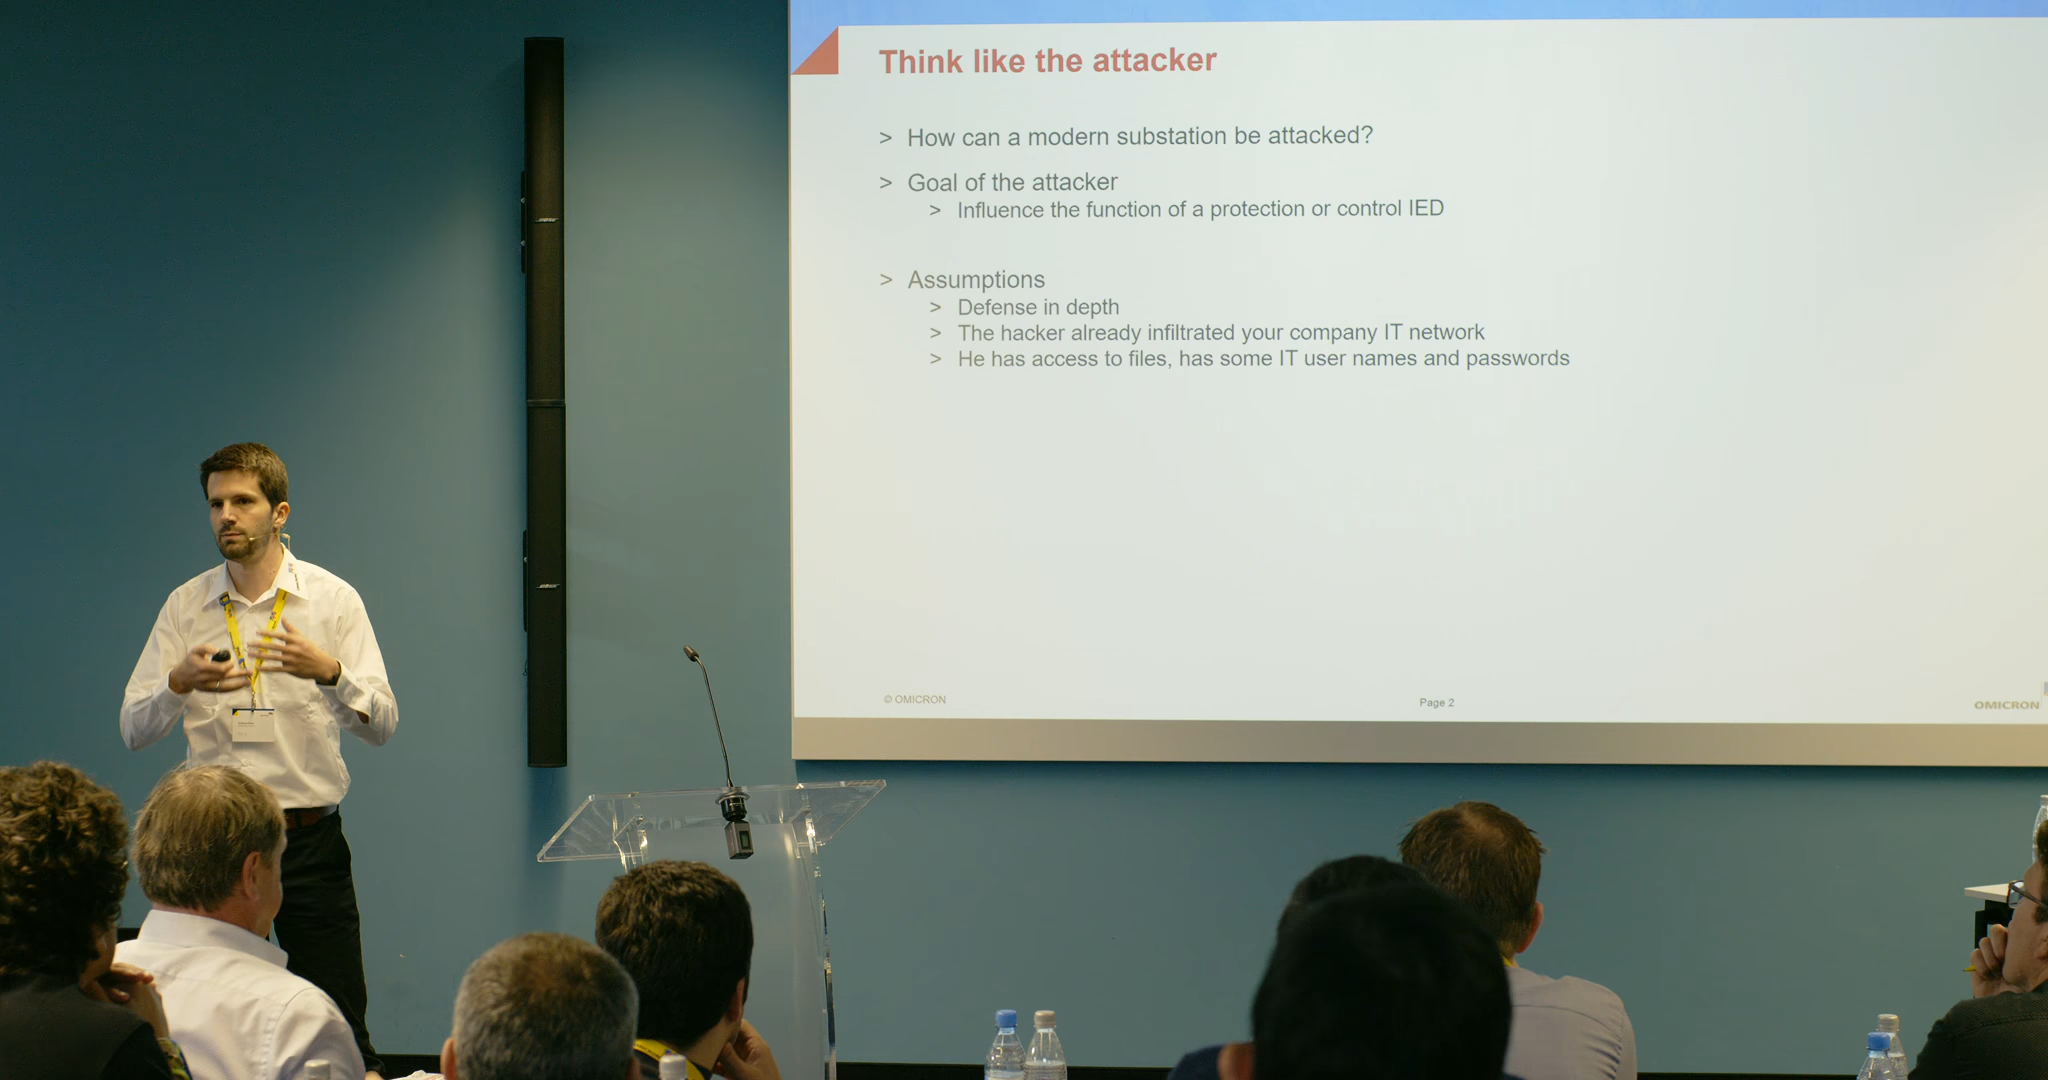 Think like the attacker
> How can a modern substation be attacked?
> Goal of the attacker
> Influence the function of a protection or control IED
> Assumptions
> Defense in depth
> The hacker already infiltrated your company IT network
> He has access to files, has some IT user names and passwords
© OMICRON
Page 2
OMICRON